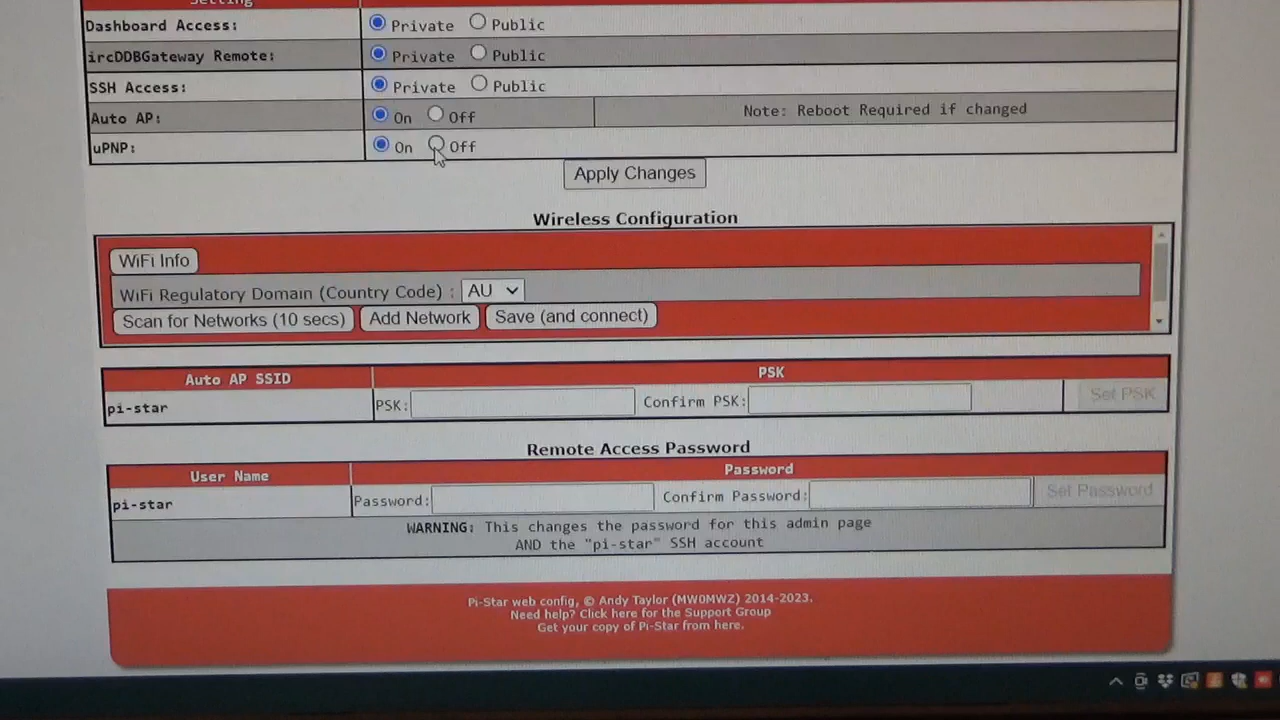 Setting
Dashboard Access: Private Public
ircDDBGateway Remote: Private Public
SSH Access: Private Public
Auto AP: On Off Note: Reboot Required if changed
uPNP: On Off
Apply Changes
Wireless Configuration
WiFi Info
WiFi Regulatory Domain (Country Code) : AU
Scan for Networks (10 secs) Add Network Save (and connect)
Auto AP SSID PSK
pi-star PSK: Confirm PSK: Set PSK
Remote Access Password
User Name Password
pi-star Password: Confirm Password: Set Password
WARNING: This changes the password for this admin page
AND the "pi-star" SSH account
Pi-Star web config, © Andy Taylor (MW0MWZ) 2014-2023.
Need help? Click here for the Support Group
Get your copy of Pi-Star from here.